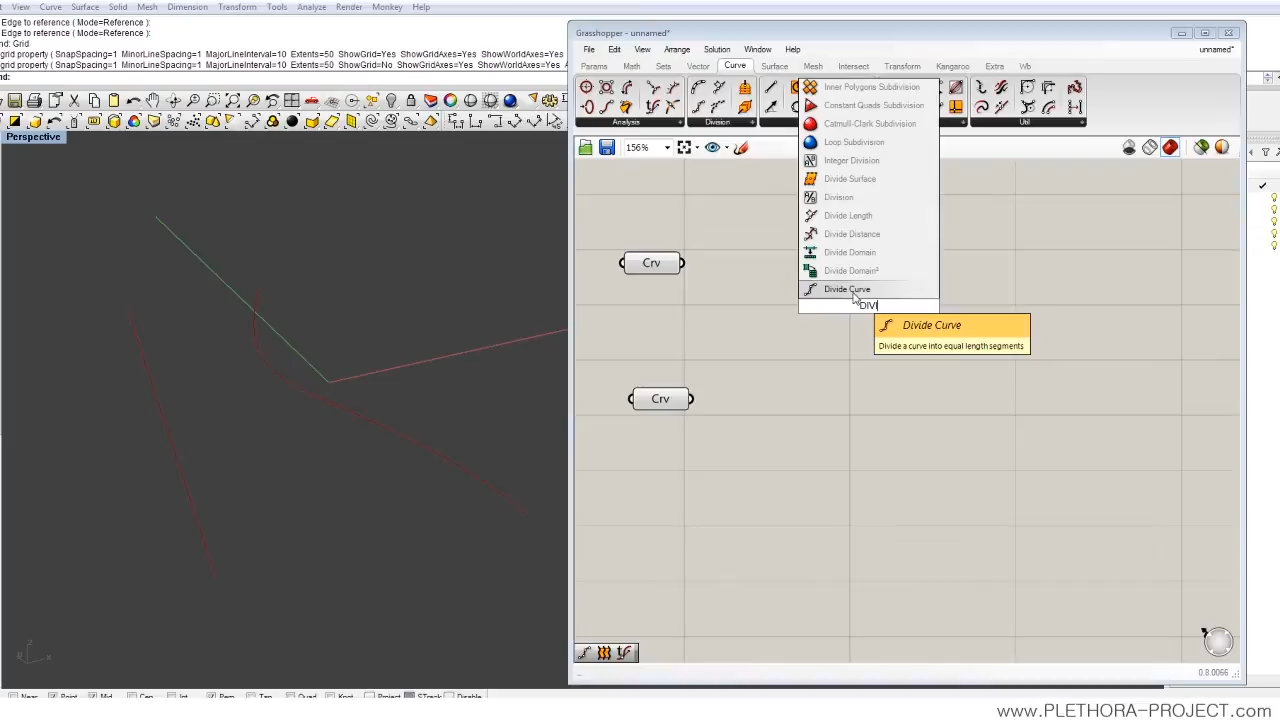 View Curve Surface Solid Mesh Dimension Transform Tools Analyze Render Monkey Help
Edge to reference ( Mode=Reference ):
Edge to reference ( Mode=Reference ):
nd: Grid
grid property ( SnapSpacing=1 MinorLineSpacing=1 MajorLineInterval=10 Extents=50 ShowGrid=Yes ShowGridAxes=Yes ShowWorldAxes=Yes
grid property ( SnapSpacing=1 MinorLineSpacing=1 MajorLineInterval=10 Extents=50 ShowGrid=No ShowGridAxes=Yes ShowWorldAxes=Yes A
nd:
Perspective
Grasshopper - unnamed*
File Edit View Arrange Solution Window Help
unnamed*
Params Math Sets Vector Curve Surface Mesh Intersect Transform Kangaroo Extra Wb
Analysis Division Util
156%
Inner Polygons Subdivision
Constant Quads Subdivision
Catmull-Clark Subdivision
Loop Subdivision
Integer Division
Divide Surface
Division
Divide Length
Divide Distance
Divide Domain
Divide Domain²
Divide Curve
DIVI
Divide Curve
Divide a curve into equal length segments
Crv
Crv
z
x
0.8.0066
Near Point Mid Cen Int Perp Tan Quad Knot Project STrack Disable
www.PLETHORA-PROJECT.com